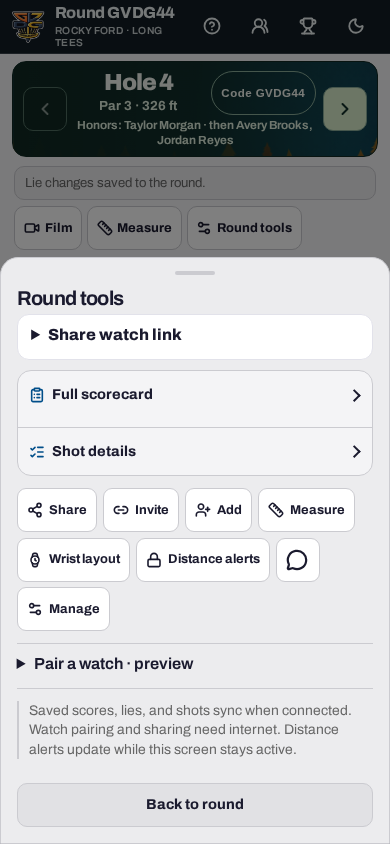 Round GVDG44
ROCKY FORD · LONG
TEES
Hole 4
Par 3 · 326 ft
Code GVDG44
Honors: Taylor Morgan · then Avery Brooks,
Jordan Reyes
Lie changes saved to the round.
Film
Measure
Round tools
Round tools
Share watch link
Full scorecard
Shot details
Share
Invite
Add
Measure
Wrist layout
Distance alerts
Manage
Pair a watch · preview
Saved scores, lies, and shots sync when connected.
Watch pairing and sharing need internet. Distance
alerts update while this screen stays active.
Back to round